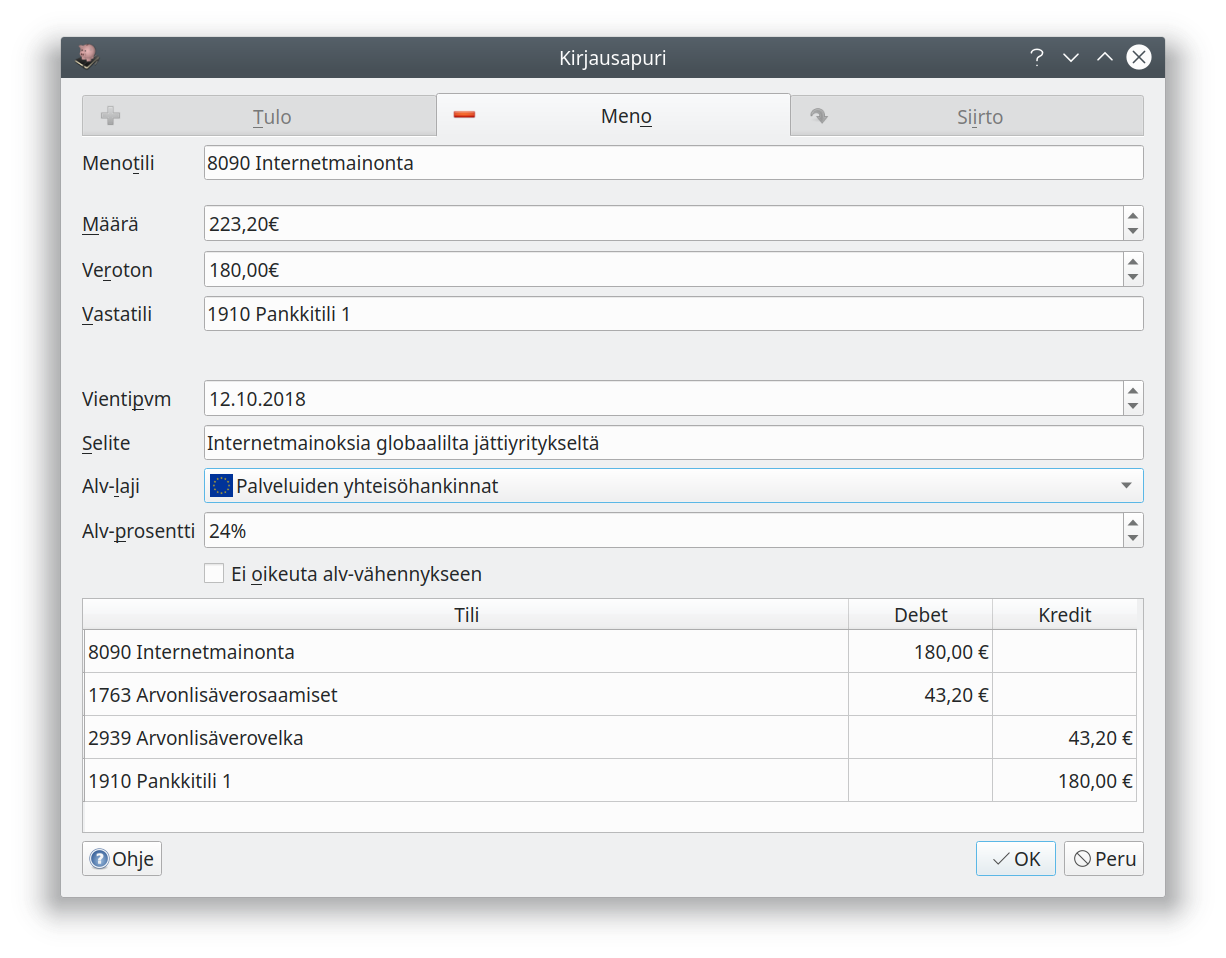 Kirjausapuri
Tulo Meno Siirto
Menotili 8090 Internetmainonta
Määrä 223,20€
Veroton 180,00€
Vastatili 1910 Pankkitili 1
Vientipvm 12.10.2018
Selite Internetmainoksia globaalilta jättiyritykseltä
Alv-laji Palveluiden yhteisöhankinnat
Alv-prosentti 24%
Ei oikeuta alv-vähennykseen
Tili Debet Kredit
8090 Internetmainonta 180,00 €
1763 Arvonlisäverosaamiset 43,20 €
2939 Arvonlisäverovelka 43,20 €
1910 Pankkitili 1 180,00 €
Ohje OK Peru